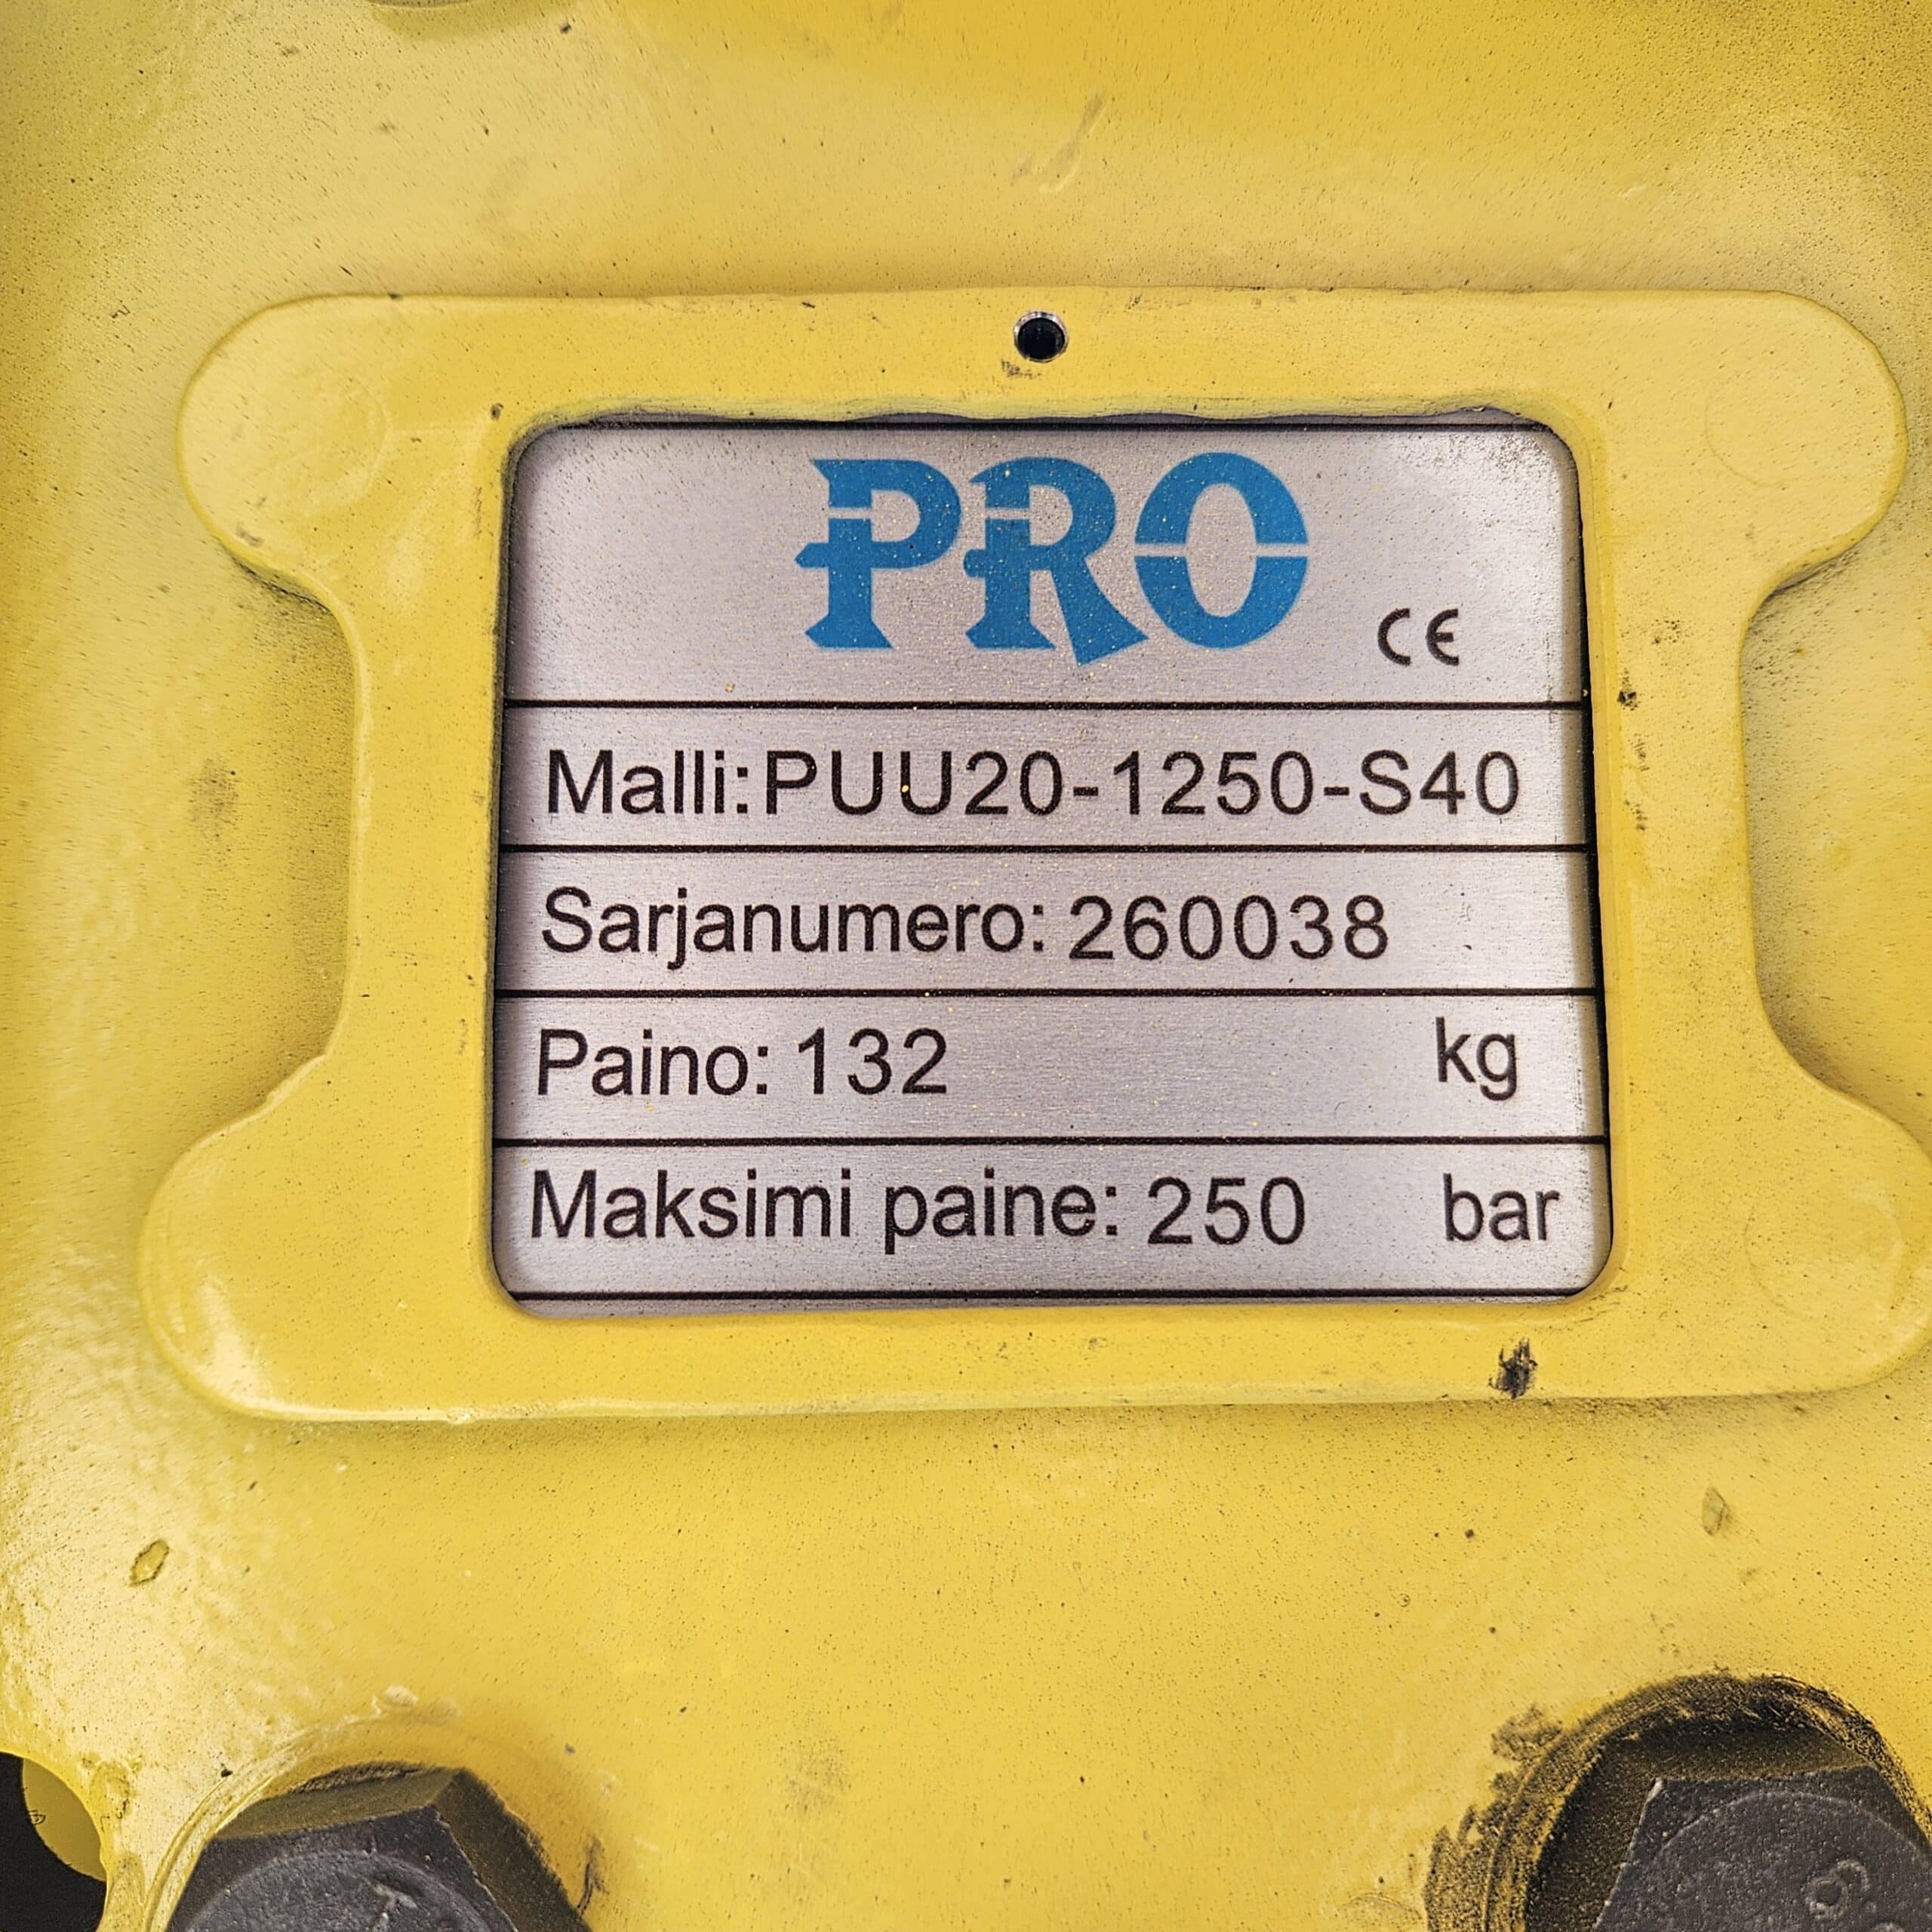 PRO
CE
Malli: PUU20-1250-S40
Sarjanumero: 260038
Paino: 132 kg
Maksimi paine: 250 bar